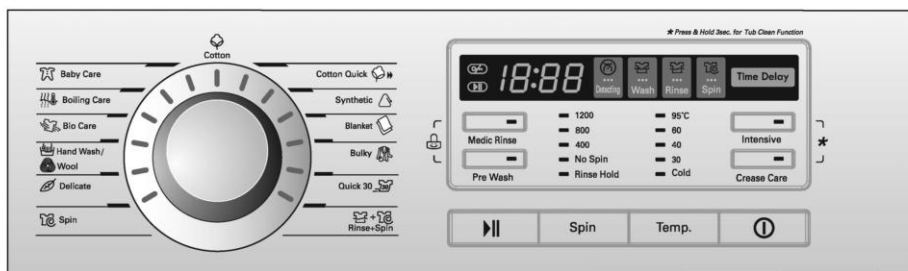 * Press & Hold 3sec. for Tub Clean Function
Cotton
Baby Care
Boiling Care
Bio Care
Hand Wash/
Wool
Delicate
Spin
Cotton Quick
Synthetic
Blanket
Bulky
Quick 30
+
Rinse+Spin
18:88
Detecting
Wash
Rinse
Spin
Time Delay
Medic Rinse
Pre Wash
1200
800
400
No Spin
Rinse Hold
95°C
60
40
30
Cold
Intensive
Crease Care
*
Spin
Temp.